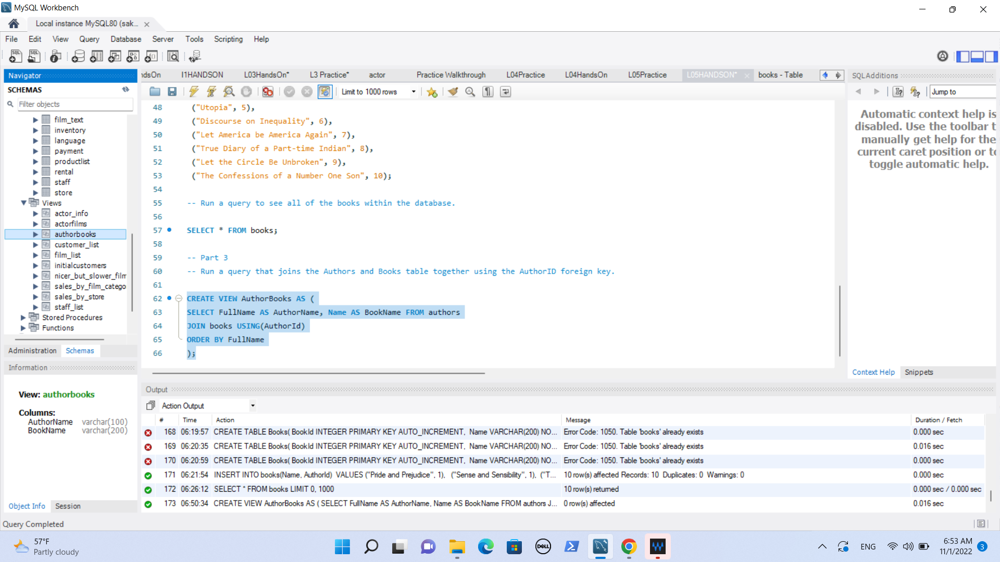 MySQL Workbench
Local instance MySQL80 (sak...
File Edit View Query Database Server Tools Scripting Help
Navigator
SCHEMAS
Filter objects
film_text
inventory
language
payment
productlist
rental
staff
store
Views
actor_info
actorfilms
authorbooks
customer_list
film_list
initialcustomers
nicer_but_slower_film
sales_by_film_catego
sales_by_store
staff_list
Stored Procedures
Functions
Administration Schemas
Information
View: authorbooks
Columns:
AuthorName varchar(100)
BookName varchar(200)
Object Info Session
ndsOn l1HANDSON L03HandsOn* L3 Practice* actor Practice Walkthrough L04Practice L04HandsOn L05Practice L05HANDSON* books - Table
Limit to 1000 rows
48 ("Utopia", 5),
49 ("Discourse on Inequality", 6),
50 ("Let America be America Again", 7),
51 ("True Diary of a Part-time Indian", 8),
52 ("Let the Circle Be Unbroken", 9),
53 ("The Confessions of a Number One Son", 10);
54
55 -- Run a query to see all of the books within the database.
56
57 SELECT * FROM books;
58
59 -- Part 3
60 -- Run a query that joins the Authors and Books table together using the AuthorID foreign key.
61
62 CREATE VIEW AuthorBooks AS (
63 SELECT FullName AS AuthorName, Name AS BookName FROM authors
64 JOIN books USING(AuthorId)
65 ORDER BY FullName
66 );
SQLAdditions
Jump to
Automatic context help is
disabled. Use the toolbar t
manually get help for the
current caret position or to
toggle automatic help.
Context Help Snippets
Output
Action Output
# Time Action Message Duration / Fetch
168 06:19:57 CREATE TABLE Books( BookId INTEGER PRIMARY KEY AUTO_INCREMENT, Name VARCHAR(200) NO... Error Code: 1050. Table 'books' already exists 0.000 sec
169 06:20:35 CREATE TABLE Books( BookId INTEGER PRIMARY KEY AUTO_INCREMENT, Name VARCHAR(200) NO... Error Code: 1050. Table 'books' already exists 0.016 sec
170 06:20:59 CREATE TABLE Books( BookId INTEGER PRIMARY KEY AUTO_INCREMENT, Name VARCHAR(200) NO... Error Code: 1050. Table 'books' already exists 0.000 sec
171 06:21:54 INSERT INTO books(Name, AuthorId) VALUES ("Pride and Prejudice", 1), ("Sense and Sensibility", 1), ("T... 10 row(s) affected Records: 10 Duplicates: 0 Warnings: 0 0.000 sec
172 06:26:12 SELECT * FROM books LIMIT 0, 1000 10 row(s) returned 0.000 sec / 0.000 sec
173 06:50:34 CREATE VIEW AuthorBooks AS ( SELECT FullName AS AuthorName, Name AS BookName FROM authors J... 0 row(s) affected 0.016 sec
Query Completed
57°F
Partly cloudy
DELL
ENG
6:53 AM
11/1/2022
3